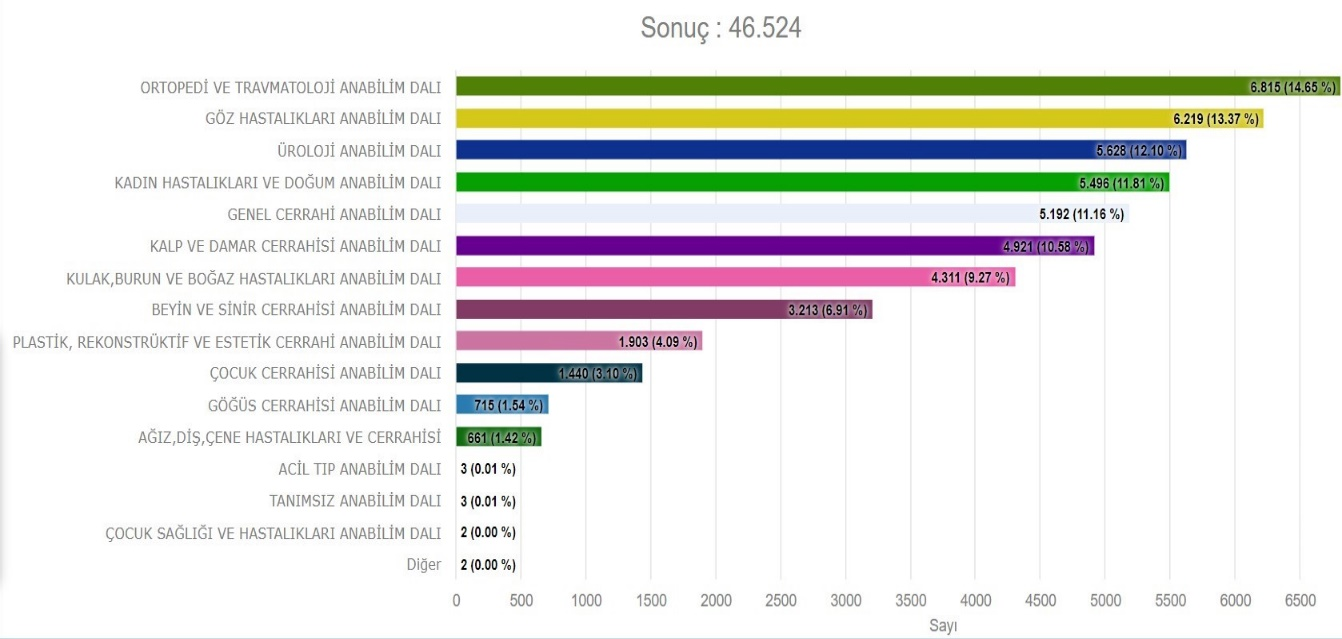 Sonuç : 46.524
ORTOPEDİ VE TRAVMATOLOJİ ANABİLİM DALI 6.815 (14.65 %)
GÖZ HASTALIKLARI ANABİLİM DALI 6.219 (13.37 %)
ÜROLOJİ ANABİLİM DALI 5.628 (12.10 %)
KADIN HASTALIKLARI VE DOĞUM ANABİLİM DALI 5.496 (11.81 %)
GENEL CERRAHİ ANABİLİM DALI 5.192 (11.16 %)
KALP VE DAMAR CERRAHİSİ ANABİLİM DALI 4.921 (10.58 %)
KULAK,BURUN VE BOĞAZ HASTALIKLARI ANABİLİM DALI 4.311 (9.27 %)
BEYİN VE SİNİR CERRAHİSİ ANABİLİM DALI 3.213 (6.91 %)
PLASTİK, REKONSTRÜKTİF VE ESTETİK CERRAHİ ANABİLİM DALI 1.903 (4.09 %)
ÇOCUK CERRAHİSİ ANABİLİM DALI 1.440 (3.10 %)
GÖĞÜS CERRAHİSİ ANABİLİM DALI 715 (1.54 %)
AĞIZ,DİŞ,ÇENE HASTALIKLARI VE CERRAHİSİ 661 (1.42 %)
ACİL TIP ANABİLİM DALI 3 (0.01 %)
TANIMSIZ ANABİLİM DALI 3 (0.01 %)
ÇOCUK SAĞLIĞI VE HASTALIKLARI ANABİLİM DALI 2 (0.00 %)
Diğer 2 (0.00 %)
0 500 1000 1500 2000 2500 3000 3500 4000 4500 5000 5500 6000 6500
Sayı